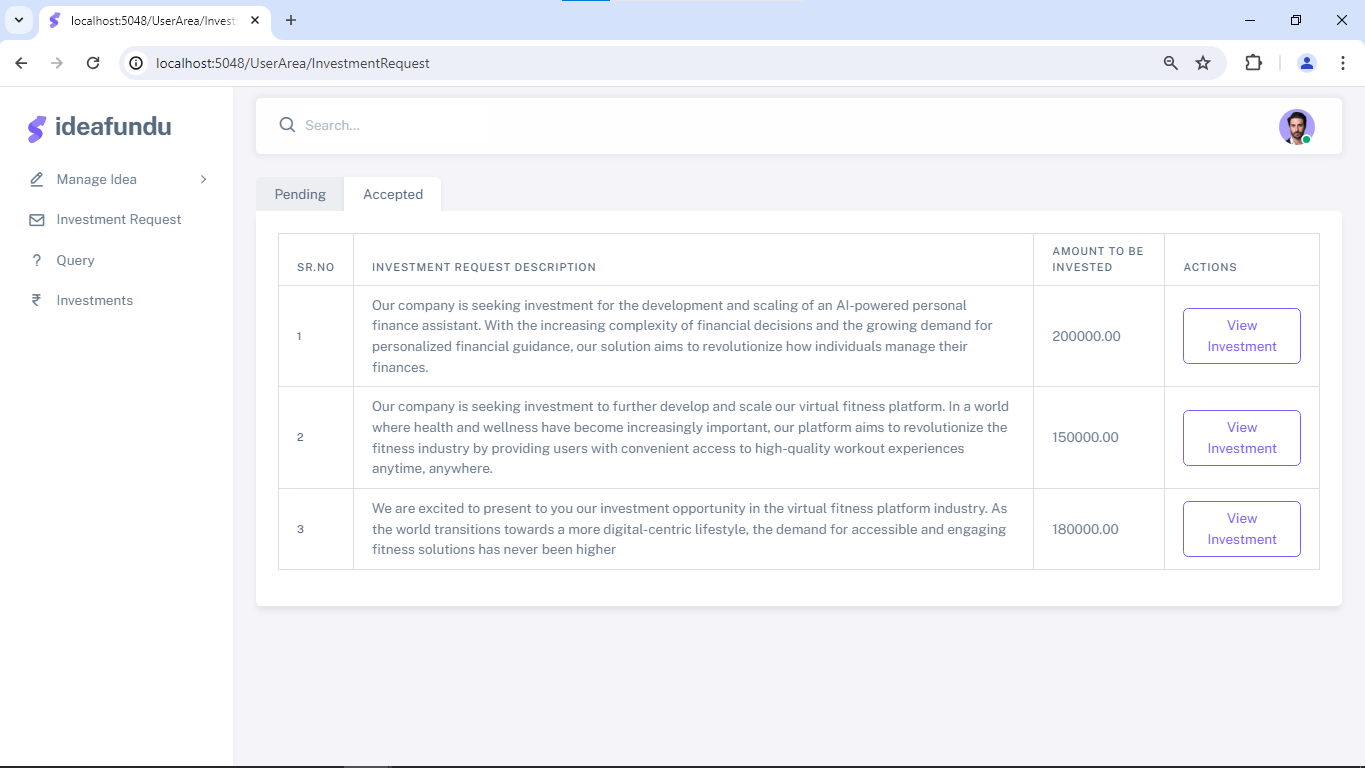 localhost:5048/UserArea/Invest
localhost:5048/UserArea/InvestmentRequest
ideafundu
Search...
Manage Idea
Investment Request
? Query
₹ Investments
Pending
Accepted
SR.NO
INVESTMENT REQUEST DESCRIPTION
AMOUNT TO BE
INVESTED
ACTIONS
1
Our company is seeking investment for the development and scaling of an AI-powered personal
finance assistant. With the increasing complexity of financial decisions and the growing demand for
personalized financial guidance, our solution aims to revolutionize how individuals manage their
finances.
200000.00
View
Investment
2
Our company is seeking investment to further develop and scale our virtual fitness platform. In a world
where health and wellness have become increasingly important, our platform aims to revolutionize the
fitness industry by providing users with convenient access to high-quality workout experiences
anytime, anywhere.
150000.00
View
Investment
3
We are excited to present to you our investment opportunity in the virtual fitness platform industry. As
the world transitions towards a more digital-centric lifestyle, the demand for accessible and engaging
fitness solutions has never been higher
180000.00
View
Investment